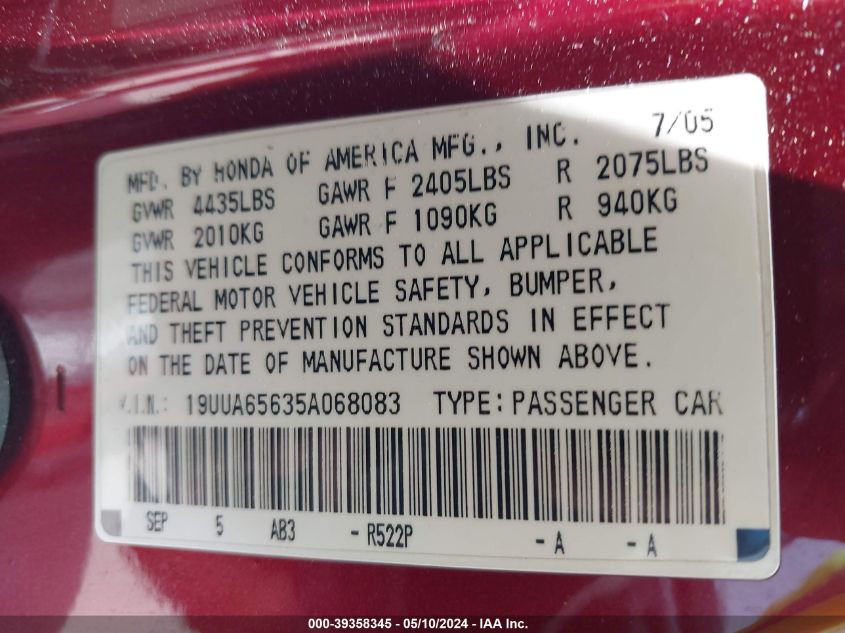 MFD. BY HONDA OF AMERICA MFG., INC. 7/05
GVWR 4435LBS GAWR F 2405LBS R 2075LBS
GVWR 2010KG GAWR F 1090KG R 940KG
THIS VEHICLE CONFORMS TO ALL APPLICABLE
FEDERAL MOTOR VEHICLE SAFETY, BUMPER,
AND THEFT PREVENTION STANDARDS IN EFFECT
ON THE DATE OF MANUFACTURE SHOWN ABOVE.
V.I.N.: 19UUA65635A068083 TYPE: PASSENGER CAR
SEP 5 AB3 - R522P - A - A
000-39358345 - 05/10/2024 - IAA Inc.